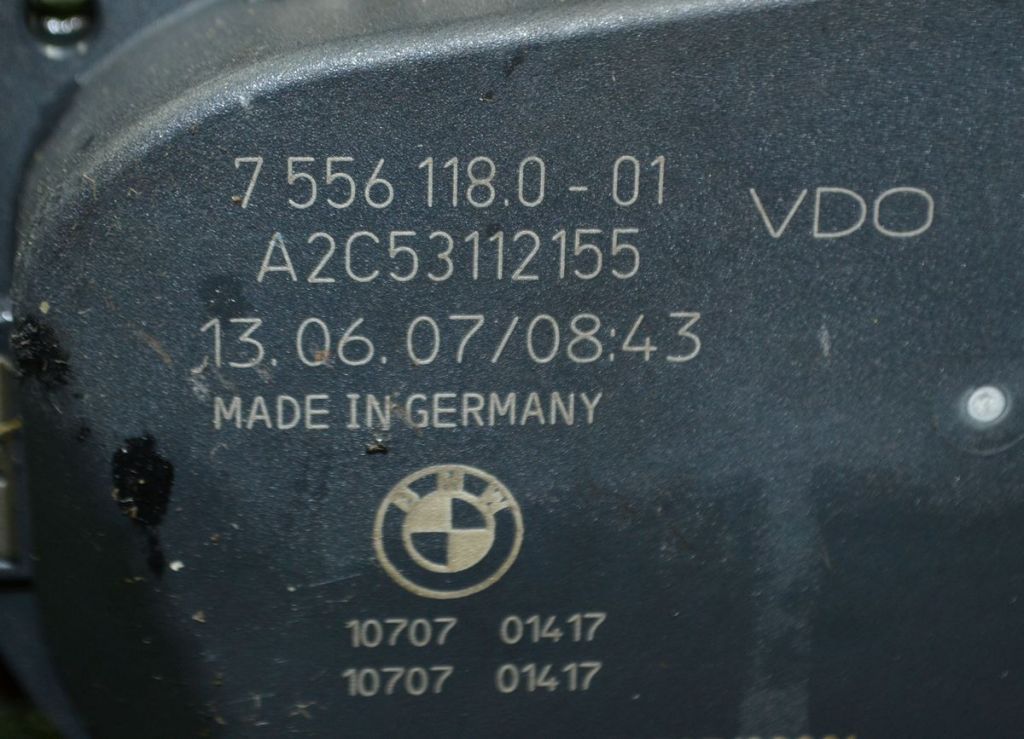 7 556 118.0 - 01
VDO
A2C53112155
13.06.07/08:43
MADE IN GERMANY
BMW
10707 01417
10707 01417